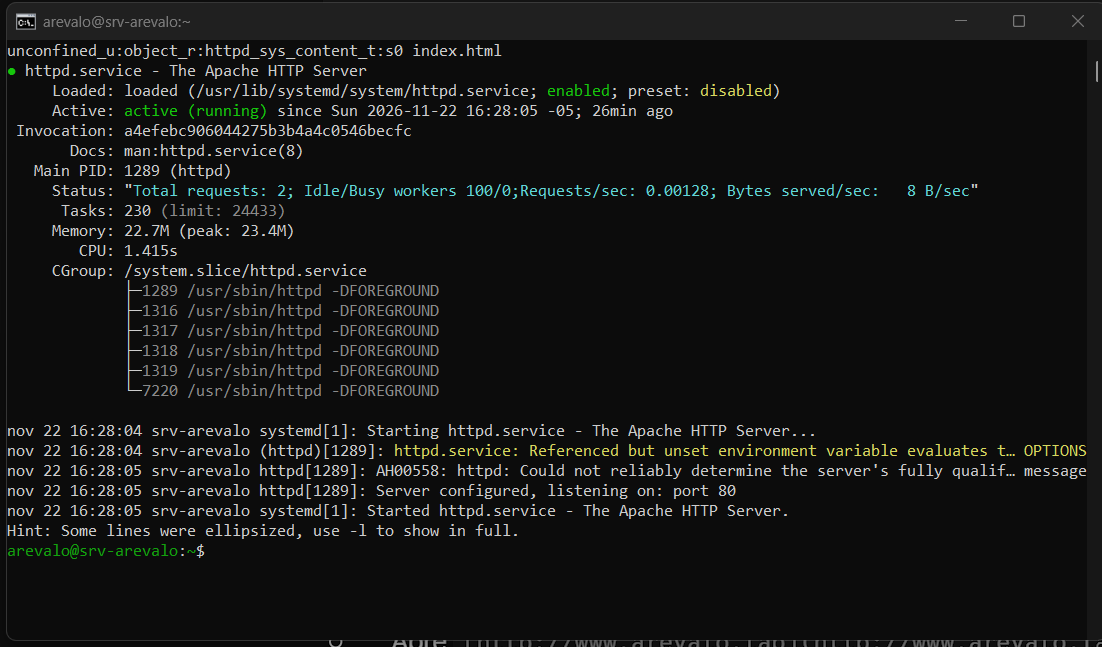 arevalo@srv-arevalo:~
unconfined_u:object_r:httpd_sys_content_t:s0 index.html
● httpd.service - The Apache HTTP Server
     Loaded: loaded (/usr/lib/systemd/system/httpd.service; enabled; preset: disabled)
     Active: active (running) since Sun 2026-11-22 16:28:05 -05; 26min ago
 Invocation: a4efebc906044275b3b4a4c0546becfc
       Docs: man:httpd.service(8)
   Main PID: 1289 (httpd)
     Status: "Total requests: 2; Idle/Busy workers 100/0;Requests/sec: 0.00128; Bytes served/sec:   8 B/sec"
      Tasks: 230 (limit: 24433)
     Memory: 22.7M (peak: 23.4M)
        CPU: 1.415s
     CGroup: /system.slice/httpd.service
             ├─1289 /usr/sbin/httpd -DFOREGROUND
             ├─1316 /usr/sbin/httpd -DFOREGROUND
             ├─1317 /usr/sbin/httpd -DFOREGROUND
             ├─1318 /usr/sbin/httpd -DFOREGROUND
             ├─1319 /usr/sbin/httpd -DFOREGROUND
             └─7220 /usr/sbin/httpd -DFOREGROUND
nov 22 16:28:04 srv-arevalo systemd[1]: Starting httpd.service - The Apache HTTP Server...
nov 22 16:28:04 srv-arevalo (httpd)[1289]: httpd.service: Referenced but unset environment variable evaluates t… OPTIONS
nov 22 16:28:05 srv-arevalo httpd[1289]: AH00558: httpd: Could not reliably determine the server's fully qualif… message
nov 22 16:28:05 srv-arevalo httpd[1289]: Server configured, listening on: port 80
nov 22 16:28:05 srv-arevalo systemd[1]: Started httpd.service - The Apache HTTP Server.
Hint: Some lines were ellipsized, use -l to show in full.
arevalo@srv-arevalo:~$